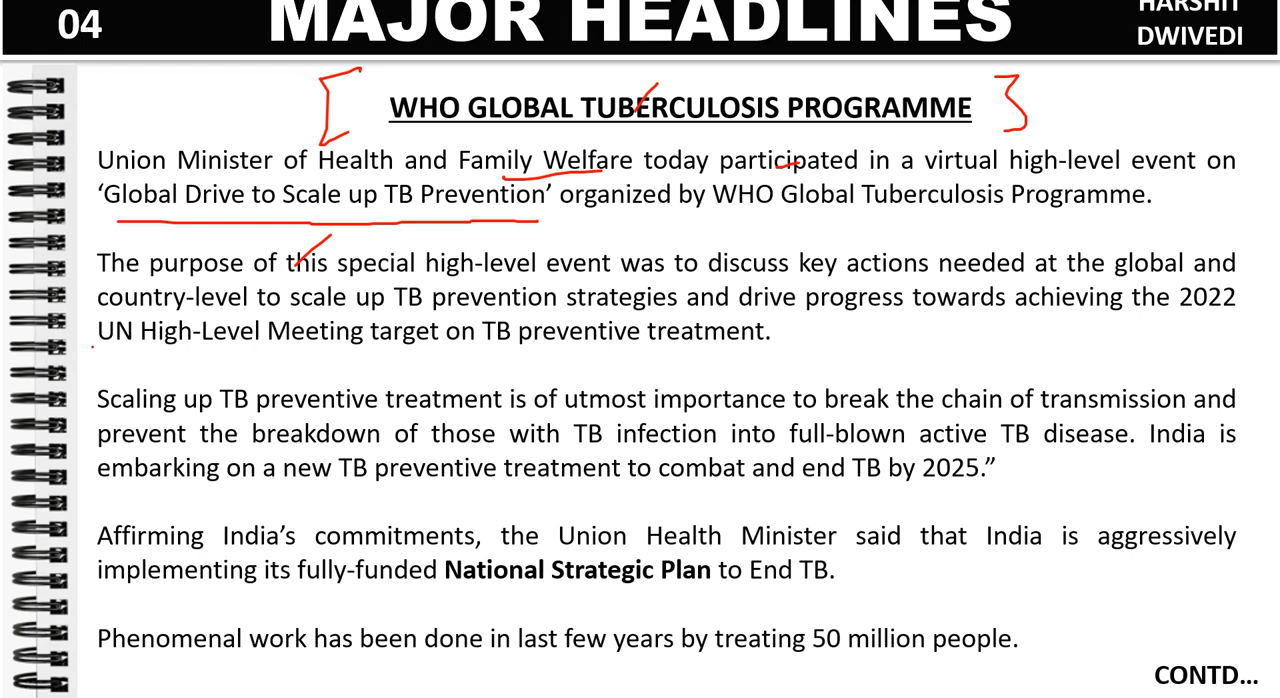 04
MAJOR HEADLINES
HARSHIT
DWIVEDI
WHO GLOBAL TUBERCULOSIS PROGRAMME
Union Minister of Health and Family Welfare today participated in a virtual high-level event on
‘Global Drive to Scale up TB Prevention’ organized by WHO Global Tuberculosis Programme.
The purpose of this special high-level event was to discuss key actions needed at the global and
country-level to scale up TB prevention strategies and drive progress towards achieving the 2022
UN High-Level Meeting target on TB preventive treatment.
Scaling up TB preventive treatment is of utmost importance to break the chain of transmission and
prevent the breakdown of those with TB infection into full-blown active TB disease. India is
embarking on a new TB preventive treatment to combat and end TB by 2025.”
Affirming India’s commitments, the Union Health Minister said that India is aggressively
implementing its fully-funded National Strategic Plan to End TB.
Phenomenal work has been done in last few years by treating 50 million people.
CONTD...